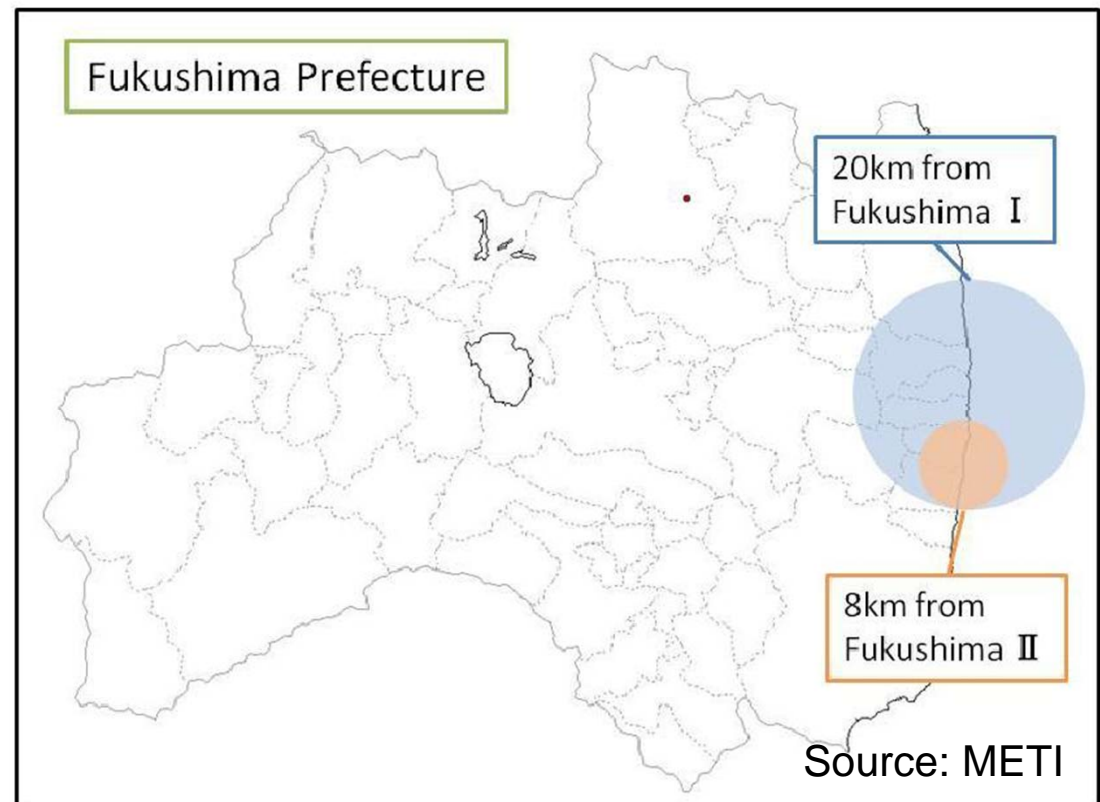 Fukushima Prefecture
20km from
Fukushima Ⅰ
8km from
Fukushima Ⅱ
Source: METI